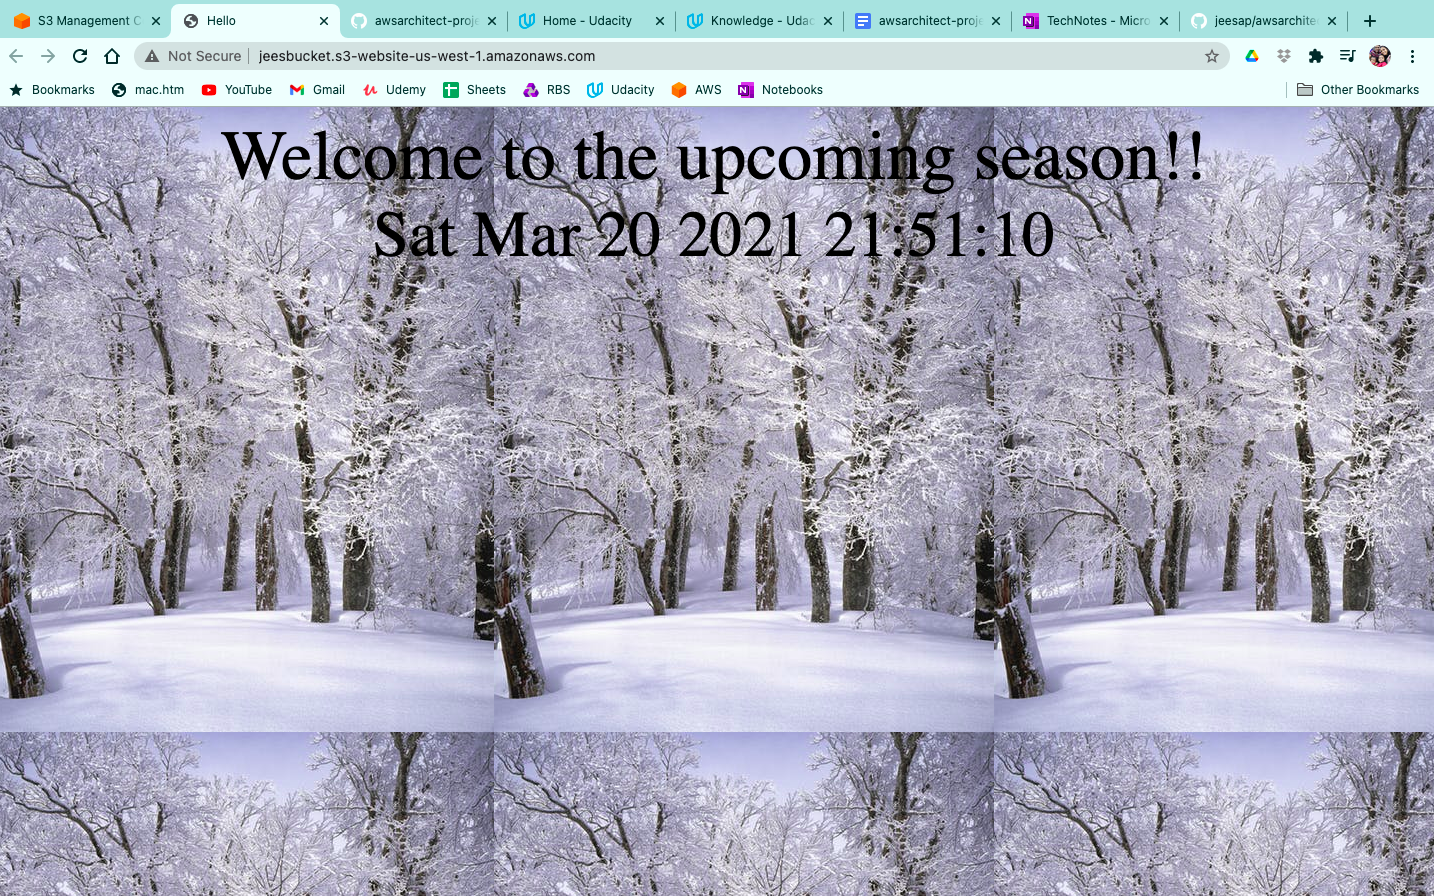 S3 Management C
Hello
awsarchitect-proje
Home - Udacity
Knowledge - Udac
awsarchitect-proje
TechNotes - Micro
jeesap/awsarchite
Not Secure
jeesbucket.s3-website-us-west-1.amazonaws.com
Bookmarks
mac.htm
YouTube
Gmail
Udemy
Sheets
RBS
Udacity
AWS
Notebooks
Other Bookmarks
Welcome to the upcoming season!!
Sat Mar 20 2021 21:51:10